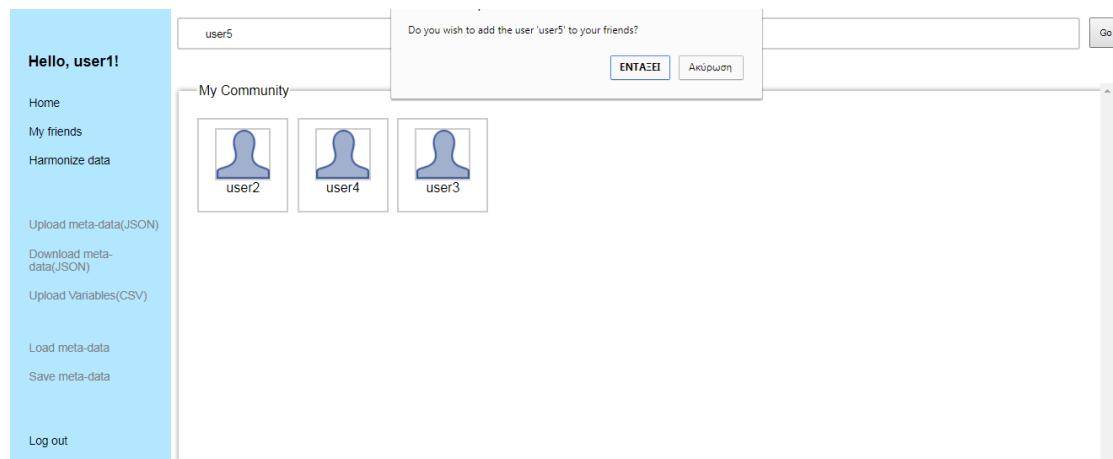 user5
Do you wish to add the user 'user5' to your friends?
Go
ΕΝΤΑΞΕΙ
Ακύρωση
Hello, user1!
Home
My friends
Harmonize data
Upload meta-data(JSON)
Download meta-
data(JSON)
Upload Variables(CSV)
Load meta-data
Save meta-data
Log out
My Community
user2
user4
user3